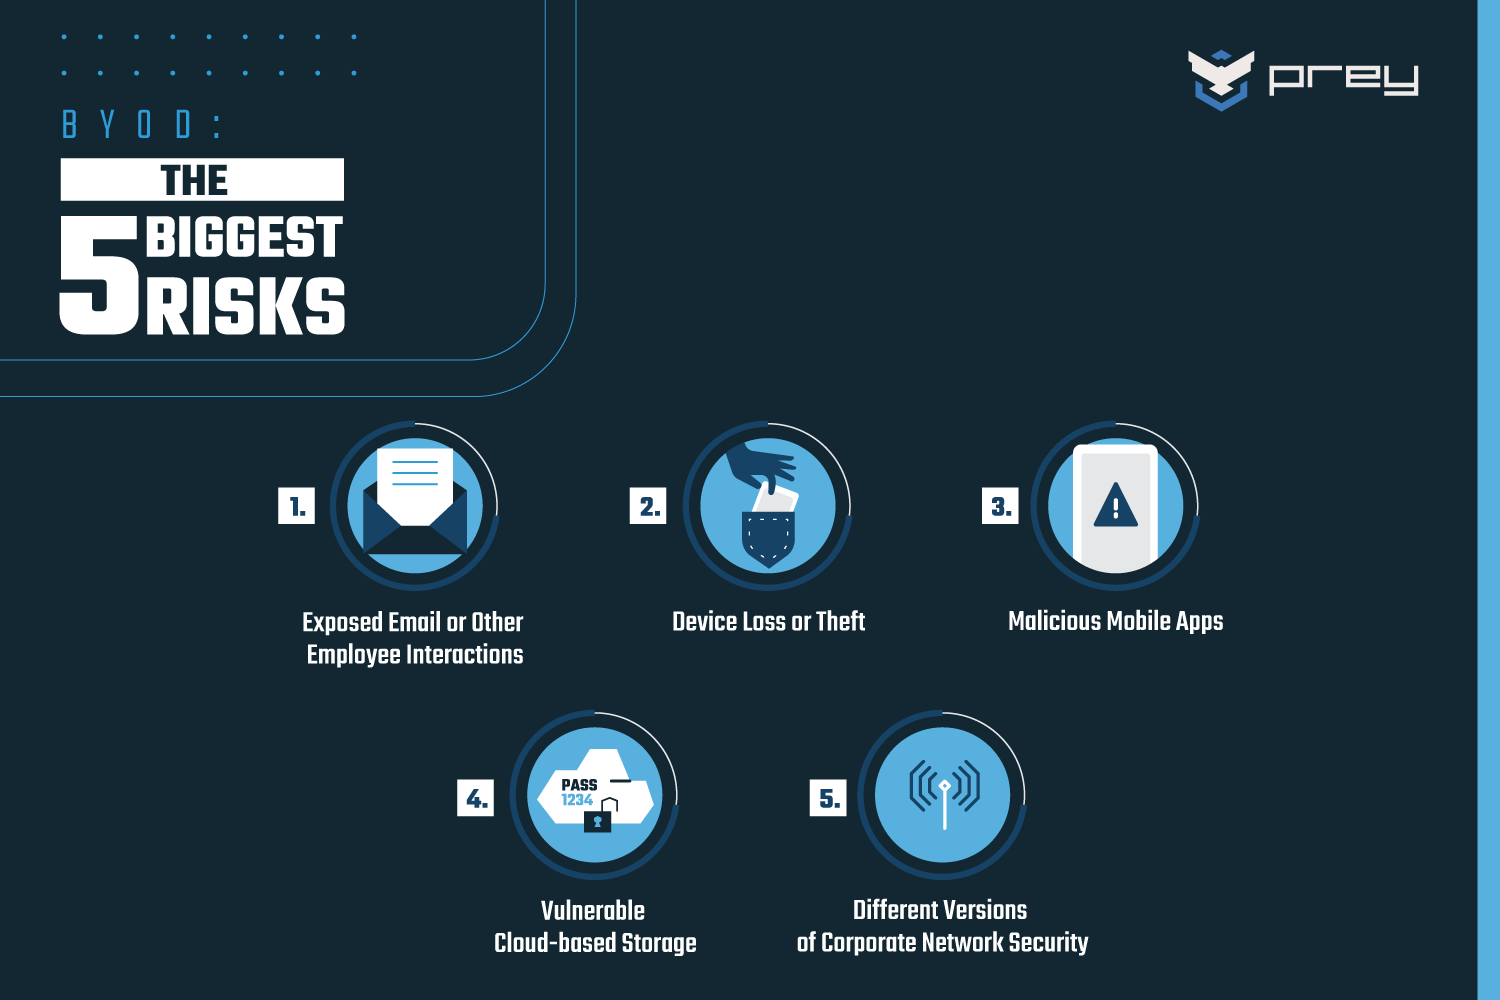 BYOD:
THE
5 BIGGEST
RISKS
prey
1.
Exposed Email or Other
Employee Interactions
2.
Device Loss or Theft
3.
Malicious Mobile Apps
!
4.
PASS
1234
Vulnerable
Cloud-based Storage
5.
Different Versions
of Corporate Network Security